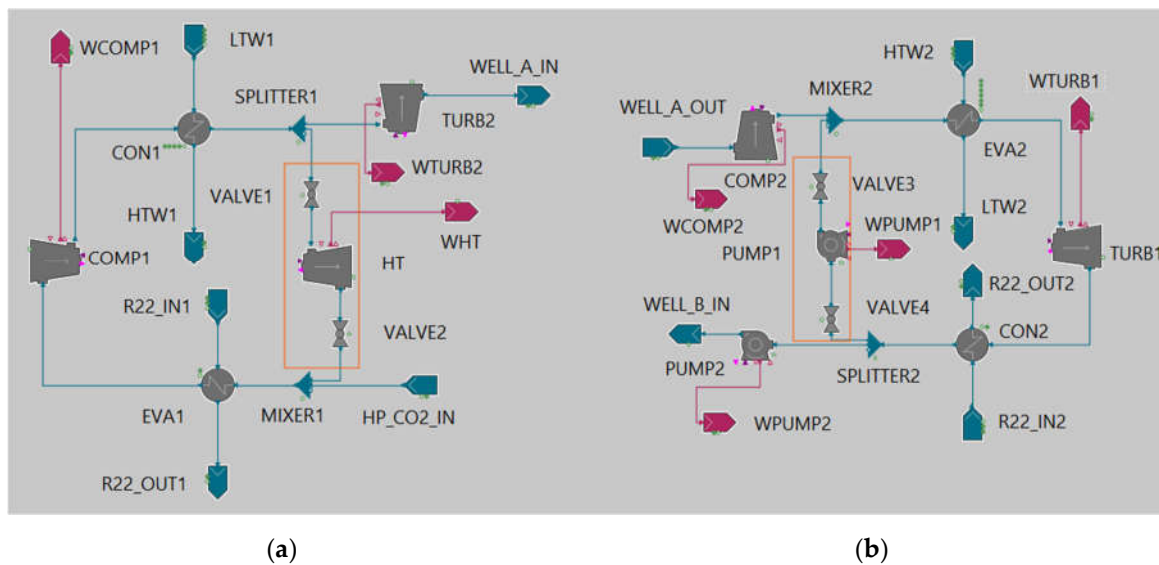 WCOMP1
LTW1
WELL_A_IN
SPLITTER1
TURB2
CON1
WTURB2
VALVE1
HTW1
WHT
COMP1
HT
R22_IN1
VALVE2
EVA1
MIXER1
HP_CO2_IN
R22_OUT1
HTW2
MIXER2
WTURB1
WELL_A_OUT
EVA2
COMP2
VALVE3
WCOMP2
WPUMP1
LTW2
PUMP1
TURB1
R22_OUT2
WELL_B_IN
VALVE4
CON2
PUMP2
SPLITTER2
WPUMP2
R22_IN2
(a)
(b)